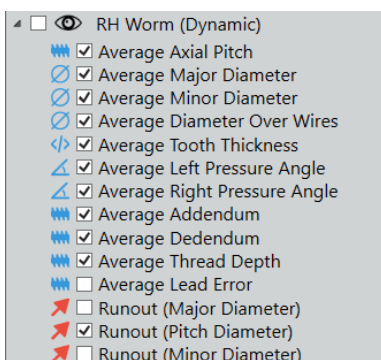 RH Worm (Dynamic)
Average Axial Pitch
Average Major Diameter
Average Minor Diameter
Average Diameter Over Wires
Average Tooth Thickness
Average Left Pressure Angle
Average Right Pressure Angle
Average Addendum
Average Dedendum
Average Thread Depth
Average Lead Error
Runout (Major Diameter)
Runout (Pitch Diameter)
Runout (Minor Diameter)